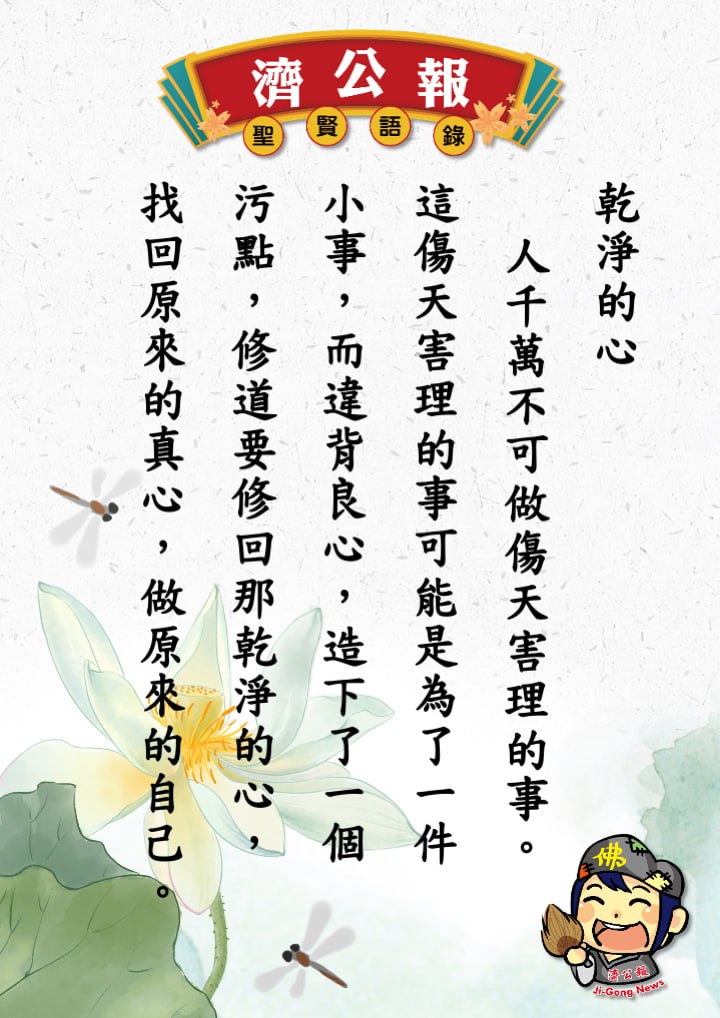 濟公報
聖賢語錄
乾淨的心
人千萬不可做傷天害理的事。
這傷天害理的事可能是為了一件
小事，而違背良心，造下了一個
污點，修道要修回那乾淨的心，
找回原來的真心，做原來的自己。
佛
濟公報
Ji-Gong News